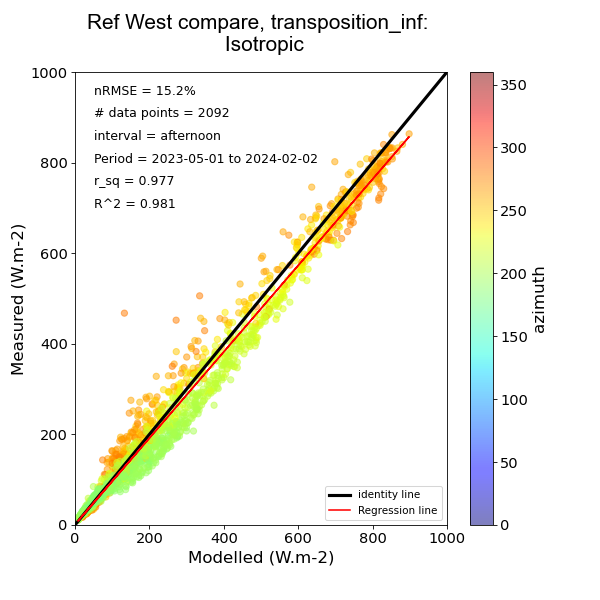 Ref West compare, transposition_inf:
Isotropic
nRMSE = 15.2%
# data points = 2092
interval = afternoon
Period = 2023-05-01 to 2024-02-02
r_sq = 0.977
R^2 = 0.981
1000
800
600
400
200
0
Measured (W.m-2)
0 200 400 600 800 1000
Modelled (W.m-2)
identity line
Regression line
350
300
250
200
150
100
50
0
azimuth